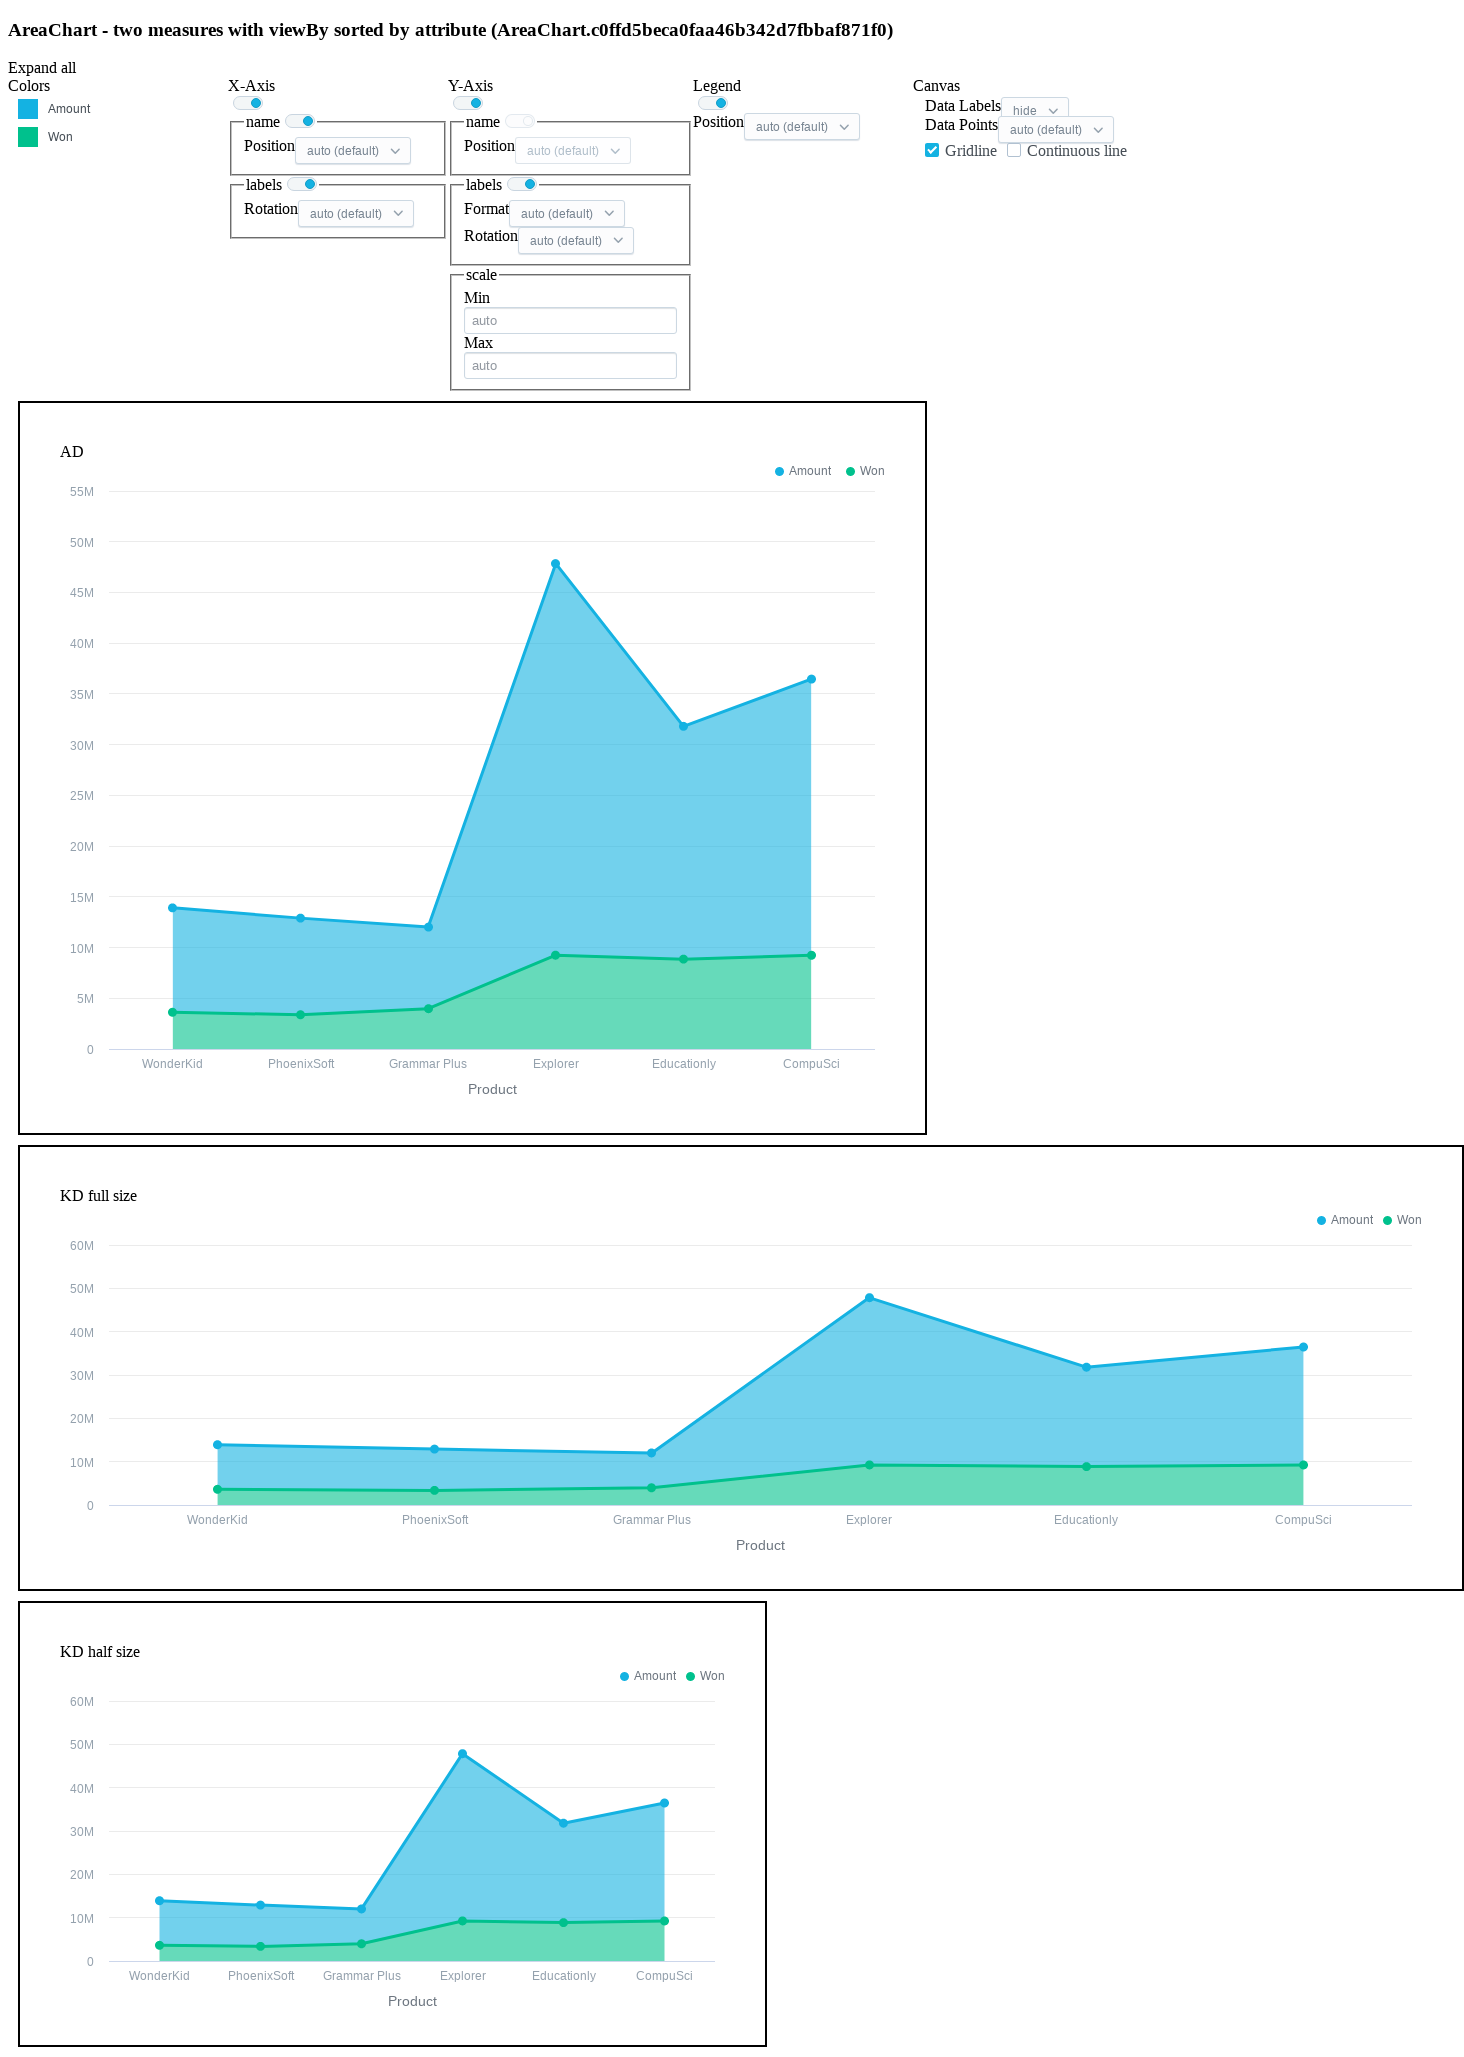 AreaChart - two measures with viewBy sorted by attribute (AreaChart.c0ffd5beca0faa46b342d7fbbaf871f0)
Expand all
Colors
Amount
Won
X-Axis
name
Position auto (default)
labels
Rotation auto (default)
Y-Axis
name
Position auto (default)
labels
Format auto (default)
Rotation auto (default)
scale
Min
auto
Max
auto
Legend
Position auto (default)
Canvas
Data Labels hide
Data Points auto (default)
Gridline Continuous line
AD
Amount Won
55M
50M
45M
40M
35M
30M
25M
20M
15M
10M
5M
0
WonderKid PhoenixSoft Grammar Plus Explorer Educationly CompuSci
Product
KD full size
Amount Won
60M
50M
40M
30M
20M
10M
0
WonderKid PhoenixSoft Grammar Plus Explorer Educationly CompuSci
Product
KD half size
Amount Won
60M
50M
40M
30M
20M
10M
0
WonderKid PhoenixSoft Grammar Plus Explorer Educationly CompuSci
Product